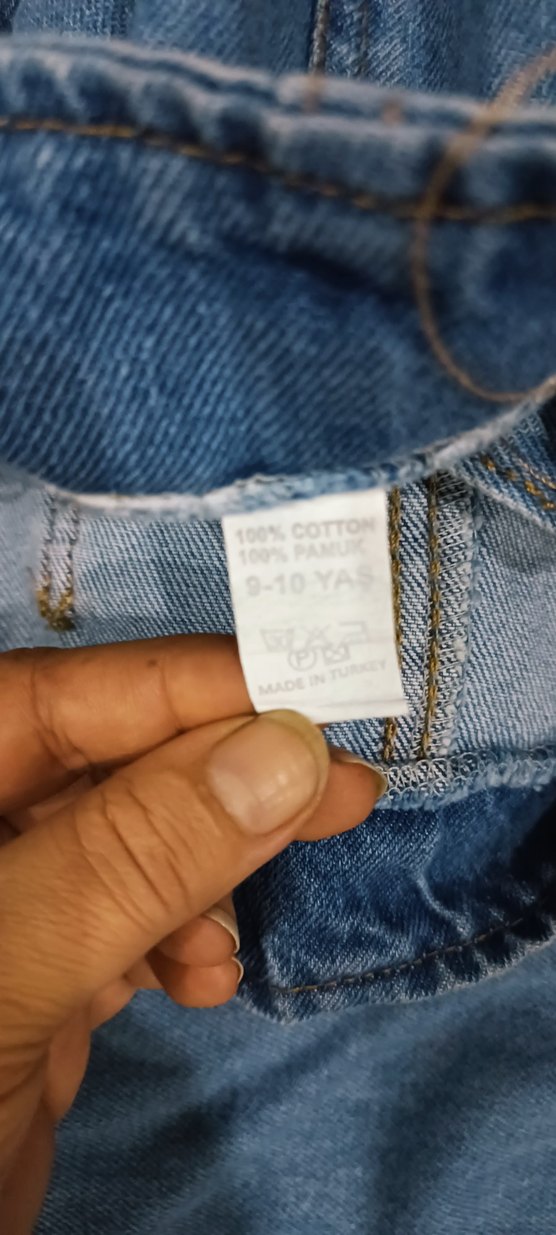 100% COTTON
100% PAMUK
9-10 YAŞ
P
MADE IN TURKEY